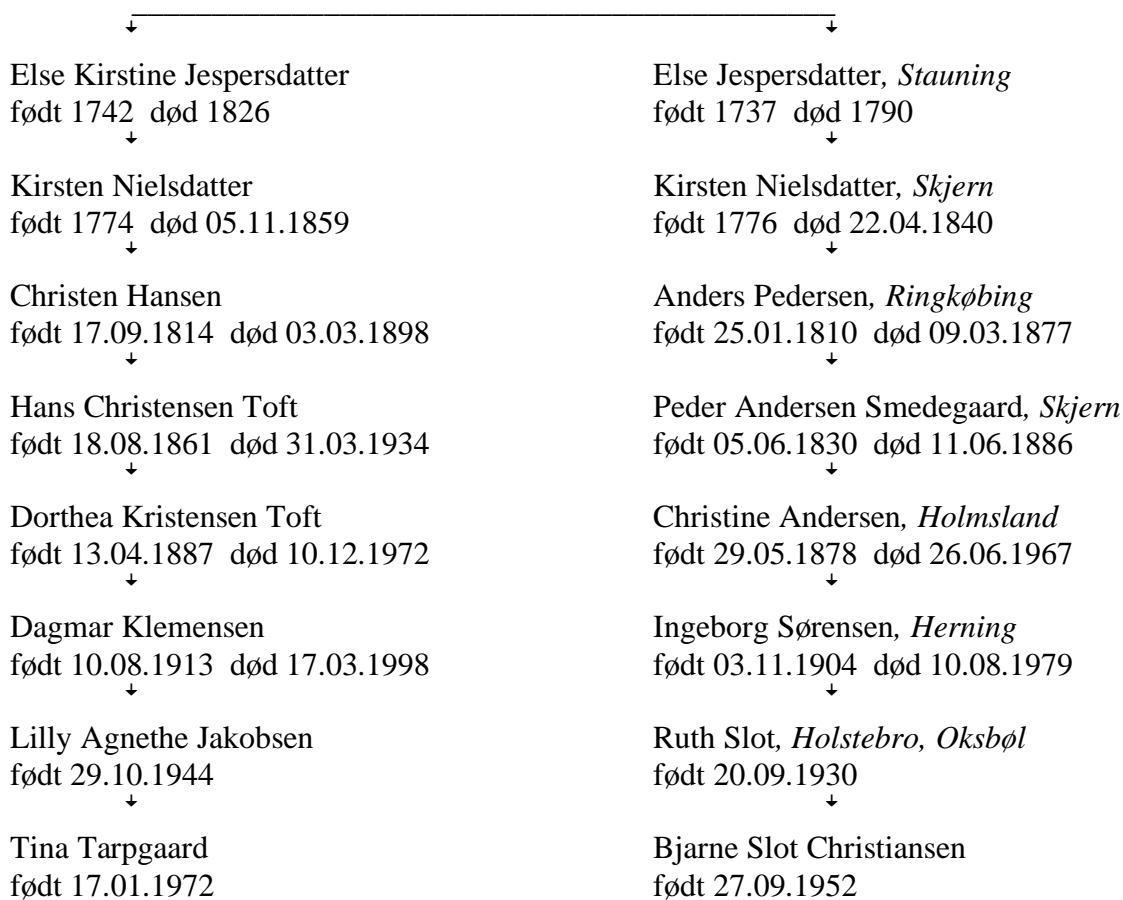 Else Kirstine Jespersdatter
født 1742 død 1826
Kirsten Nielsdatter
født 1774 død 05.11.1859
Christen Hansen
født 17.09.1814 død 03.03.1898
Hans Christensen Toft
født 18.08.1861 død 31.03.1934
Dorthea Kristensen Toft
født 13.04.1887 død 10.12.1972
Dagmar Klemensen
født 10.08.1913 død 17.03.1998
Lilly Agnethe Jakobsen
født 29.10.1944
Tina Tarpgaard
født 17.01.1972
Else Jespersdatter, Stauning
født 1737 død 1790
Kirsten Nielsdatter, Skjern
født 1776 død 22.04.1840
Anders Pedersen, Ringkøbing
født 25.01.1810 død 09.03.1877
Peder Andersen Smedegaard, Skjern
født 05.06.1830 død 11.06.1886
Christine Andersen, Holmsland
født 29.05.1878 død 26.06.1967
Ingeborg Sørensen, Herning
født 03.11.1904 død 10.08.1979
Ruth Slot, Holstebro, Oksbøl
født 20.09.1930
Bjarne Slot Christiansen
født 27.09.1952